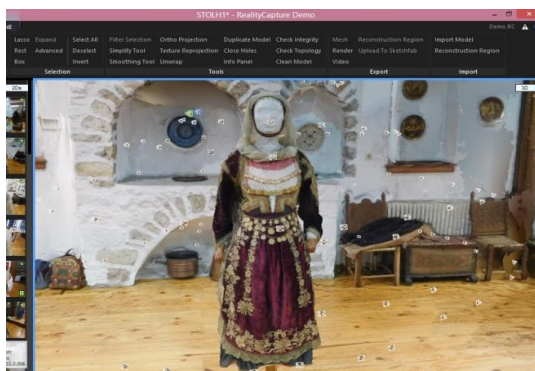 STOLH1* - RealityCapture Demo
Demo RC
Lasso Expand Select All Filter Selection Ortho Projection Duplicate Model Check Integrity Mesh Reconstruction Region Import Model
Rect Advanced Deselect Simplify Tool Texture Reprojection Close Holes Check Topology Render Upload To Sketchfab Reconstruction Region
Box Invert Smoothing Tool Unwrap Info Panel Clean Model Video
Selection Tools Export Import
2Ds 3D